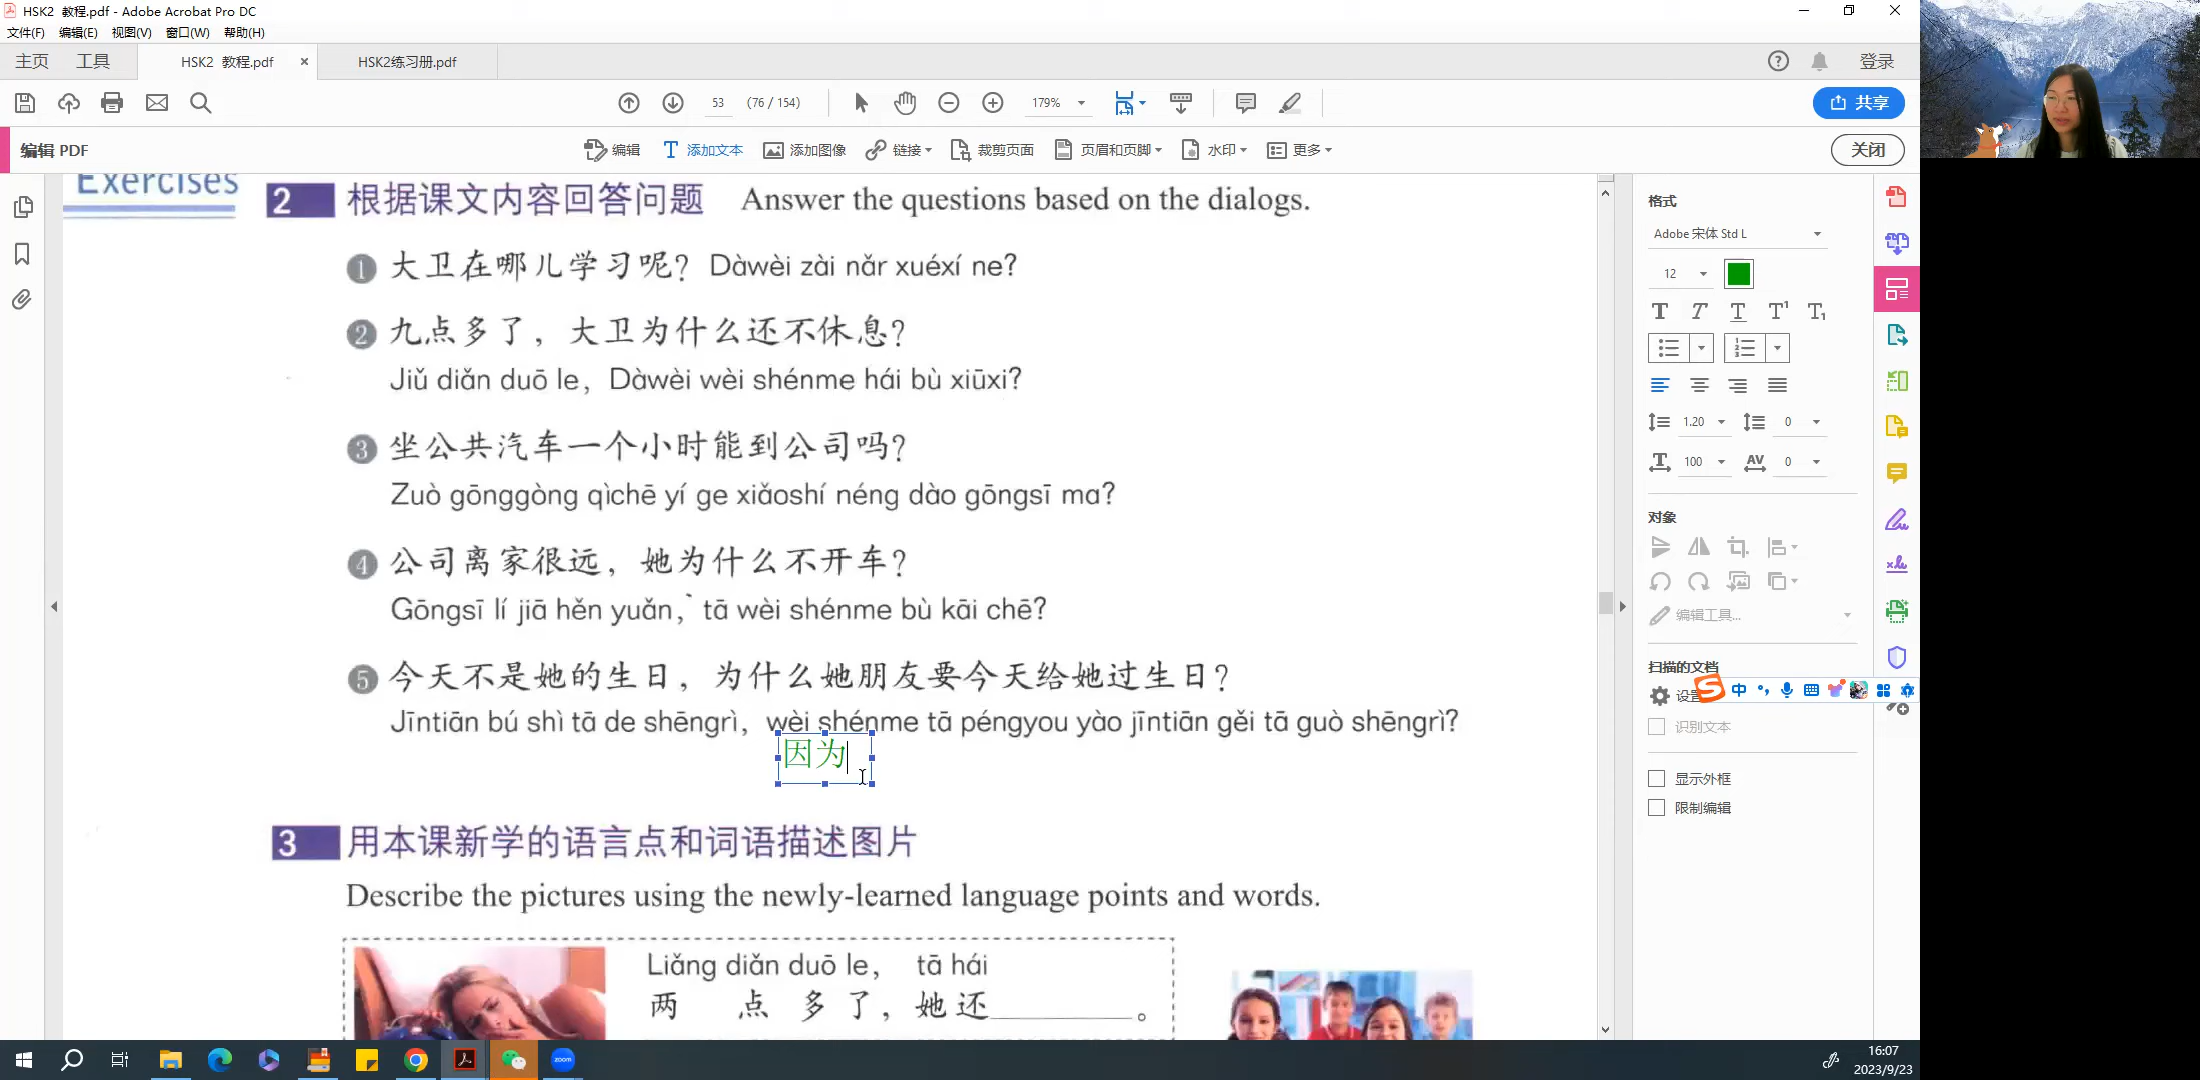 HSK2 教程.pdf - Adobe Acrobat Pro DC
文件(F) 编辑(E) 视图(V) 窗口(W) 帮助(H)
主页 工具 HSK2 教程.pdf × HSK2练习册.pdf 登录
53 (76 / 154) 179% 共享
编辑 PDF 编辑 添加文本 添加图像 链接 裁剪页面 页眉和页脚 水印 更多 关闭
Exercises
2 根据课文内容回答问题 Answer the questions based on the dialogs.
1 大卫在哪儿学习呢? Dàwèi zài nǎr xuéxí ne?
2 九点多了，大卫为什么还不休息?
Jiǔ diǎn duō le, Dàwèi wèi shénme hái bù xiūxi?
3 坐公共汽车一个小时能到公司吗?
Zuò gōnggòng qìchē yí ge xiǎoshí néng dào gōngsī ma?
4 公司离家很远，她为什么不开车?
Gōngsī lí jiā hěn yuǎn, tā wèi shénme bù kāi chē?
5 今天不是她的生日，为什么她朋友要今天给她过生日?
Jīntiān bú shì tā de shēngrì, wèi shénme tā péngyou yào jīntiān gěi tā guò shēngrì?
因为
3 用本课新学的语言点和词语描述图片
Describe the pictures using the newly-learned language points and words.
Liǎng diǎn duō le, tā hái
两 点 多 了，她 还__________。
格式
Adobe 宋体 Std L
12
1.20 0
100 AV 0
对象
编辑工具...
扫描的文档
设置
中
识别文本
显示外框
限制编辑
zoom
16:07
2023/9/23